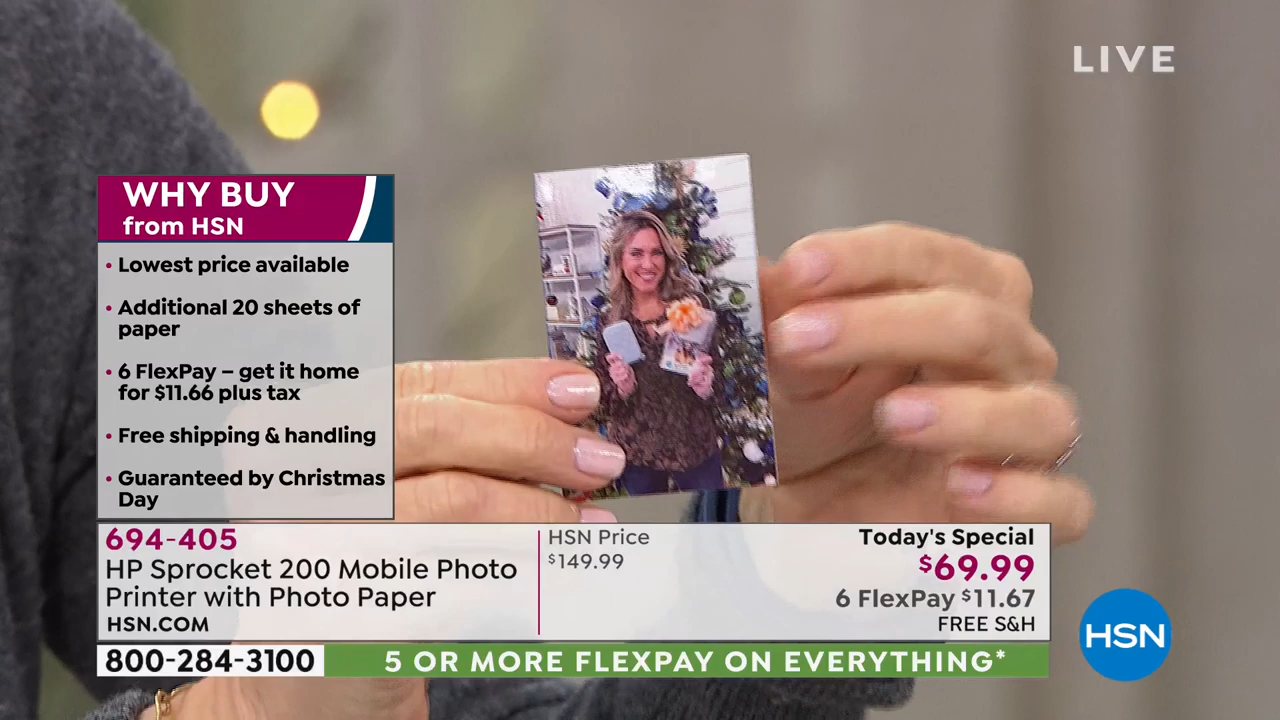 LIVE
WHY BUY
from HSN
• Lowest price available
• Additional 20 sheets of
paper
• 6 FlexPay – get it home
for $11.66 plus tax
• Free shipping & handling
• Guaranteed by Christmas
Day
694-405
HP Sprocket 200 Mobile Photo
Printer with Photo Paper
HSN.COM
HSN Price
$149.99
Today's Special
$69.99
6 FlexPay $11.67
FREE S&H
HSN
800-284-3100
5 OR MORE FLEXPAY ON EVERYTHING*